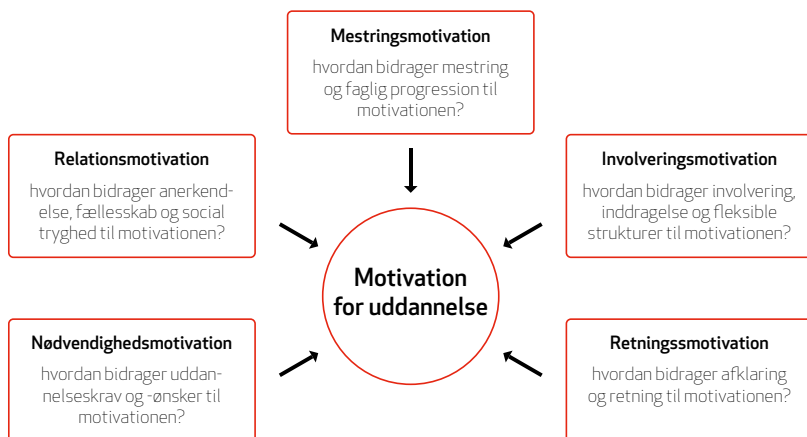 Mestringsmotivation
hvordan bidrager mestring
og faglig progression til
motivationen?
Relationsmotivation
hvordan bidrager anerkend-
else, fællesskab og social
tryghed til motivationen?
Involveringsmotivation
hvordan bidrager involvering,
inddragelse og fleksible
strukturer til motivationen?
Motivation
for uddannelse
Nødvendighedsmotivation
hvordan bidrager uddan-
nelseskrav og -ønsker til
motivationen?
Retningssmotivation
hvordan bidrager afklaring
og retning til motivationen?